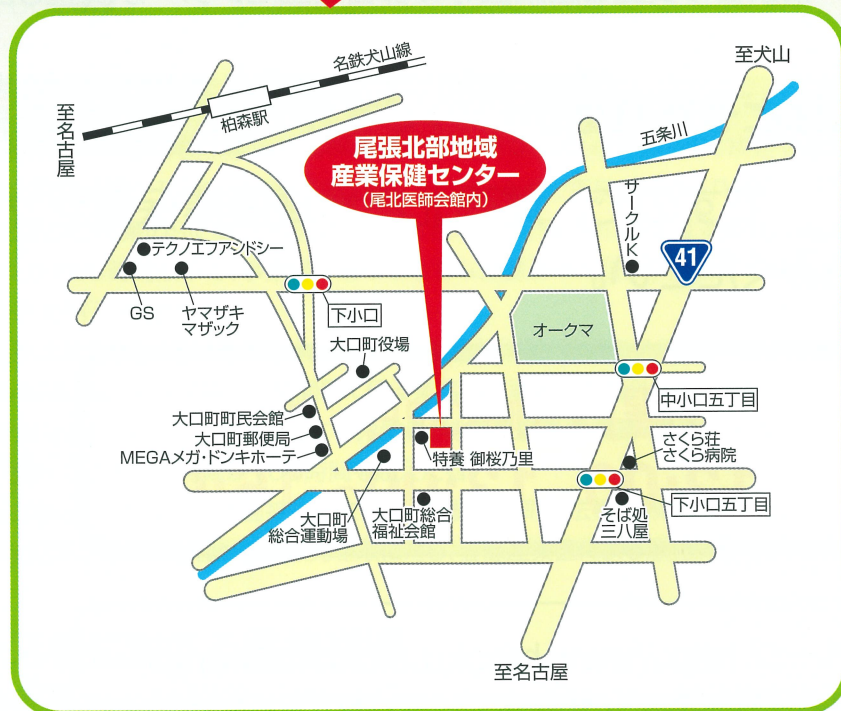 名鉄犬山線
至犬山
至名古屋
柏森駅
五条川
尾張北部地域
産業保健センター
(尾北医師会館内)
サークルK
41
テクノエフアンドシー
GS
ヤマザキ
マザック
下小口
オークマ
大口町役場
中小口五丁目
大口町町民会館
大口町郵便局
MEGAメガ・ドンキホーテ
特養 御桜乃里
さくら荘
さくら病院
下小口五丁目
大口町
総合運動場
大口町総合
福祉会館
そば処
三八屋
至名古屋